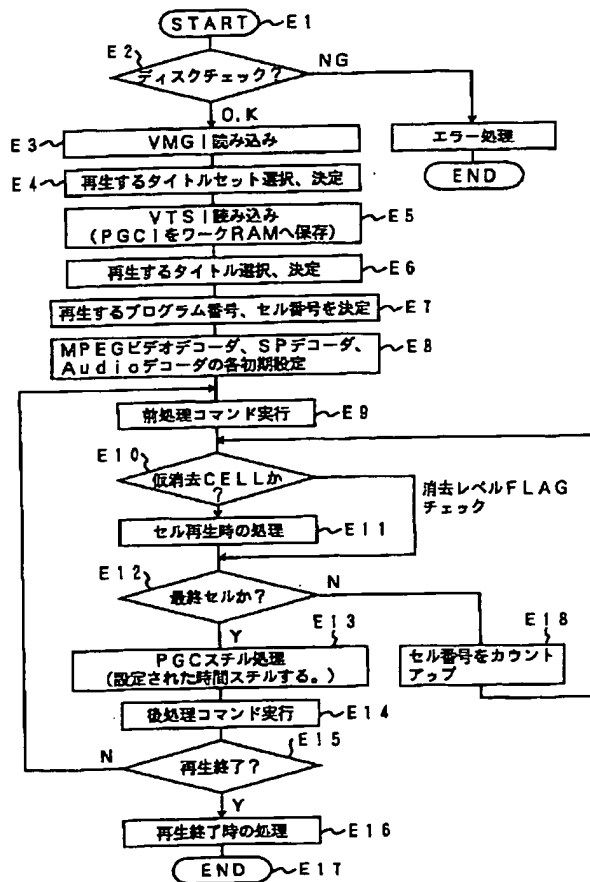 START
E1
E2
ディスクチェック?
NG
O.K
エラー処理
END
E3
VMGI読み込み
E4
再生するタイトルセット選択、決定
VTSI読み込み
(PGCIをワークRAMへ保存)
E5
再生するタイトル選択、決定
E6
再生するプログラム番号、セル番号を決定
E7
MPEGビデオデコーダ、SPデコーダ、
Audioデコーダの各初期設定
E8
前処理コマンド実行
E9
E10
仮消去CELLか
?
消去レベルFLAG
チェック
セル再生時の処理
E11
E12
最終セルか?
N
Y
E13
E18
PGCスチル処理
(設定された時間スチルする。)
セル番号をカウント
アップ
後処理コマンド実行
E14
E15
N
再生終了?
Y
再生終了時の処理
E16
END
E17